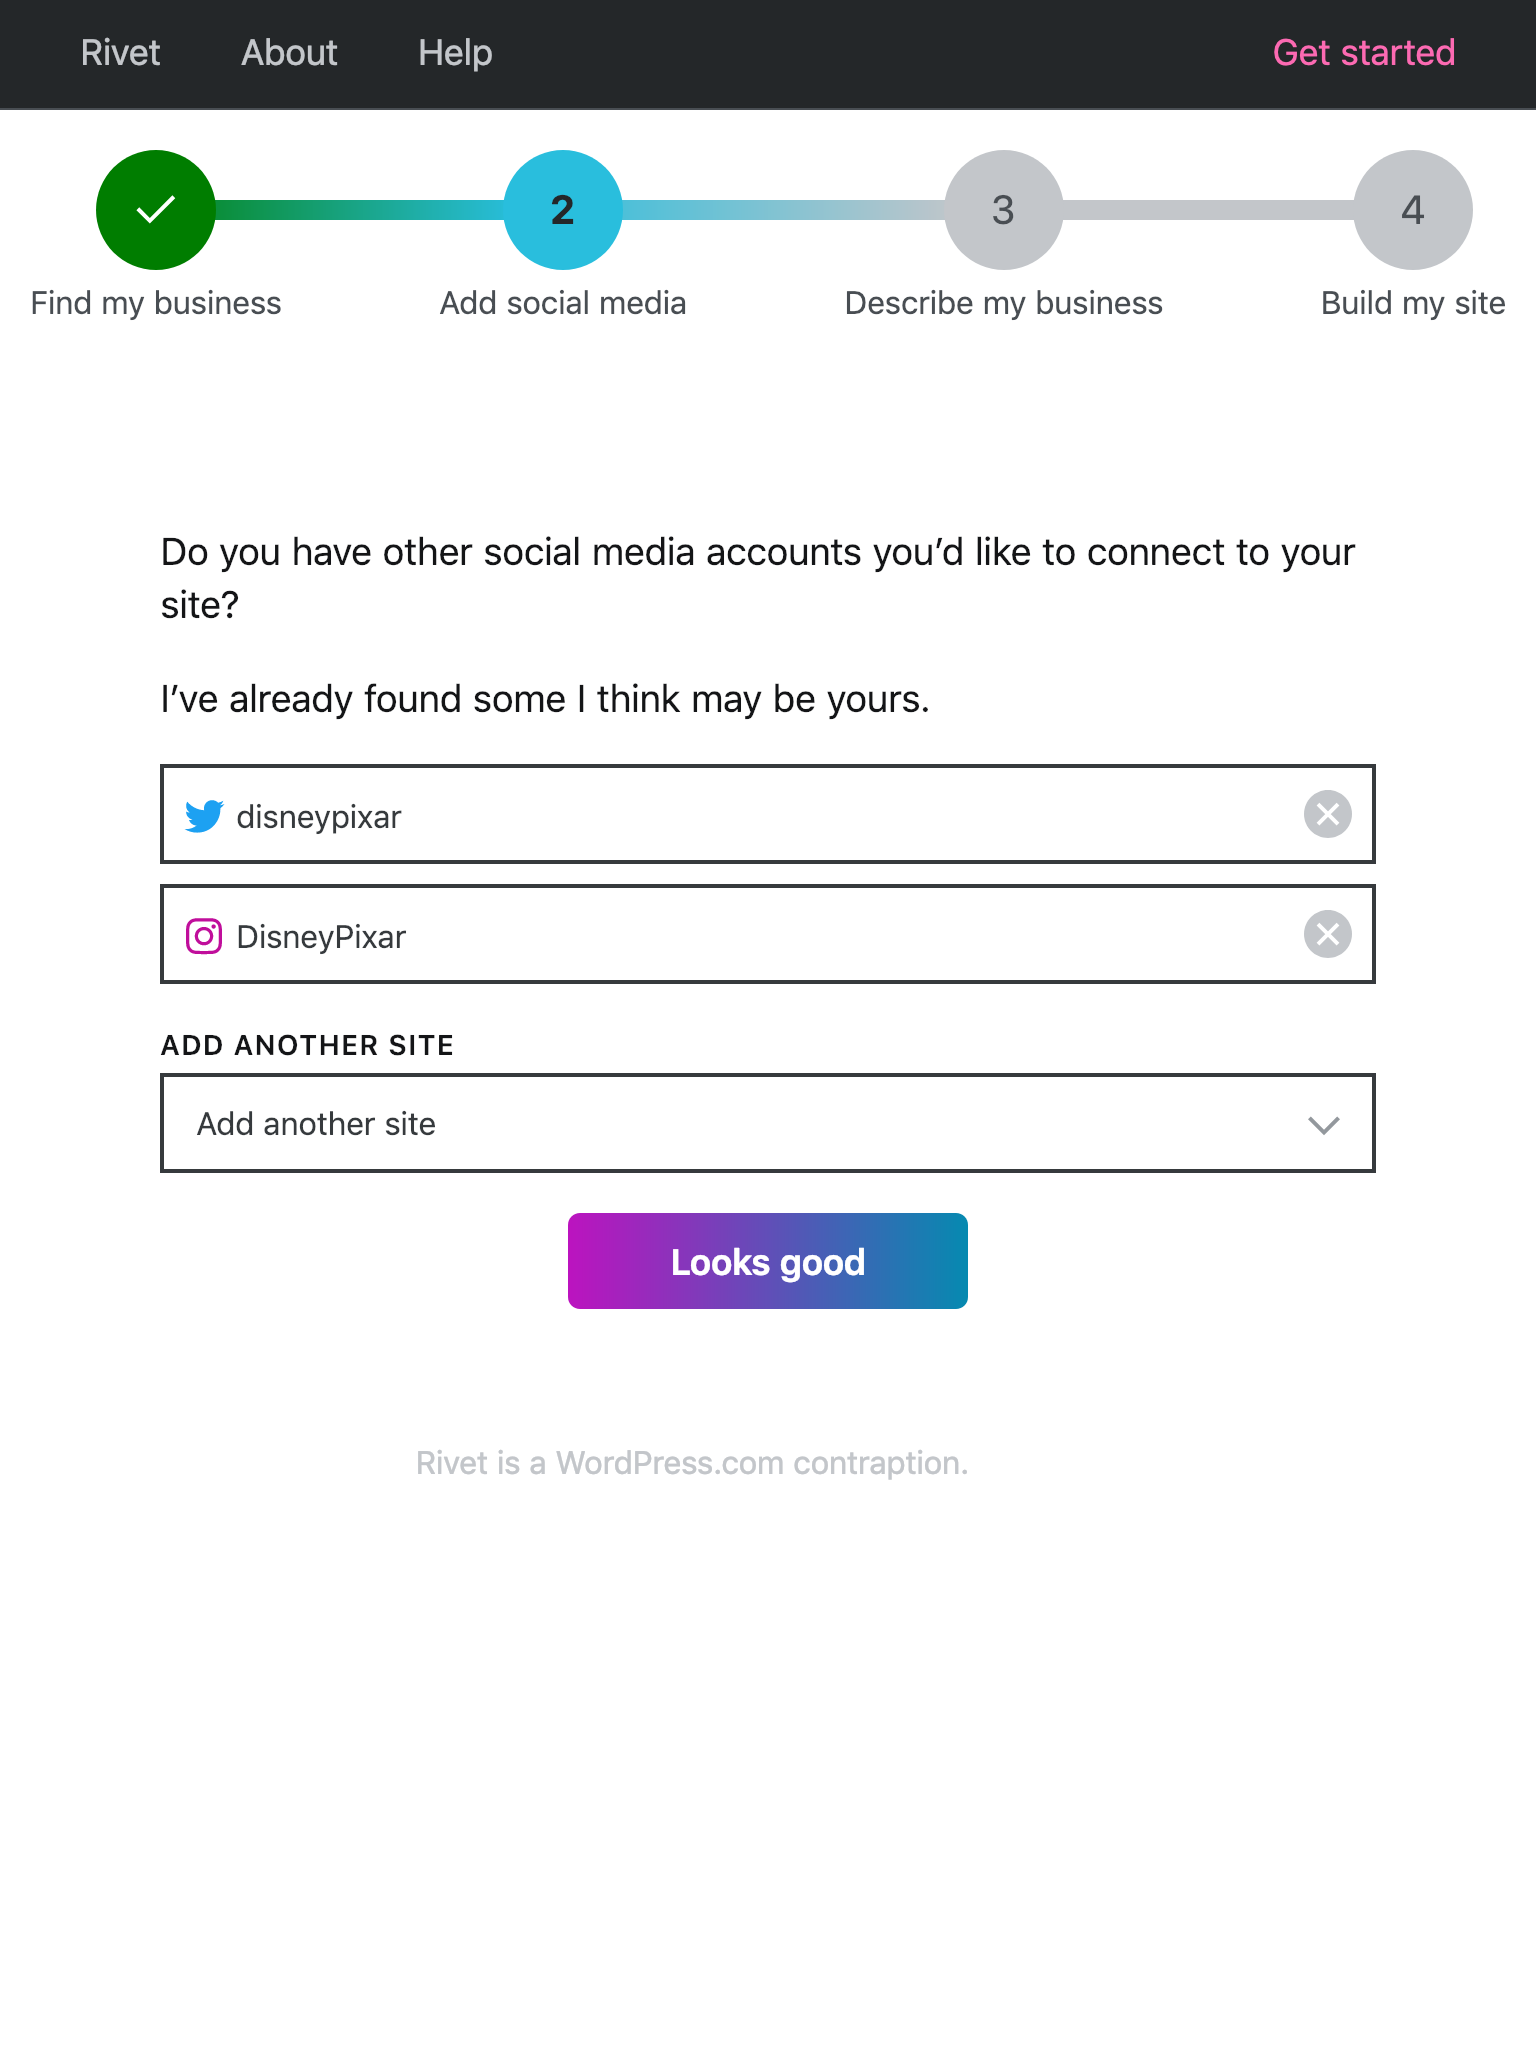 Rivet About Help Get started
2 3 4
Find my business Add social media Describe my business Build my site
Do you have other social media accounts you’d like to connect to your
site?
I’ve already found some I think may be yours.
disneypixar
DisneyPixar
ADD ANOTHER SITE
Add another site
Looks good
Rivet is a WordPress.com contraption.